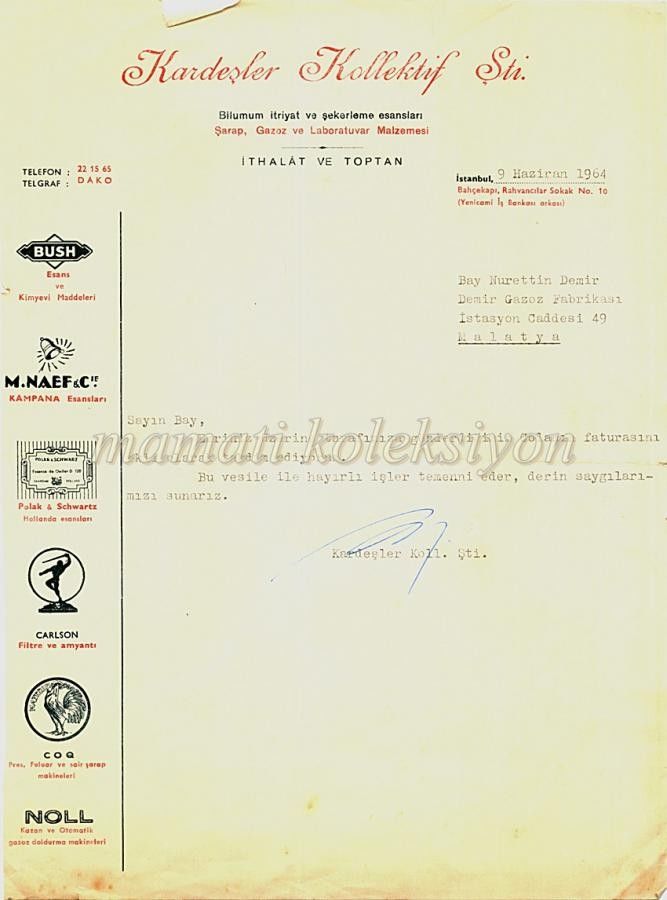 Kardeşler Kollektif Şti.
Bilumum itriyat ve şekerleme esansları
Şarap, Gazoz ve Laboratuvar Malzemesi
İTHALÂT VE TOPTAN
TELEFON : 22 15 65
TELGRAF : DAKO
İstanbul, 9 Haziran 1964
Bahçekapı, Rahvancılar Sokak No. 10
(Yenicami İş Bankası arkası)
Bay Nurettin Demir
Demir Gazoz Fabrikası
İstasyon Caddesi 49
Malatya
Sayın Bay,
faturasını
Bu vesile ile hayırlı işler temenni eder, derin saygıları-
mızı sunarız.
Kardeşler Koll. Şti.
mamati koleksiyon
BUSH
Esans
ve
Kimyevi Maddeleri
M.NAEF & Cie
KAMPANA Esansları
POLAK & SCHWARZ
Polak & Schwartz
Hollanda esansları
CARLSON
Filtre ve amyantı
COQ
Pres, Fuluar ve sair şarap
makineleri
NOLL
Kazan ve Otomatik
gazoz doldurma makineleri